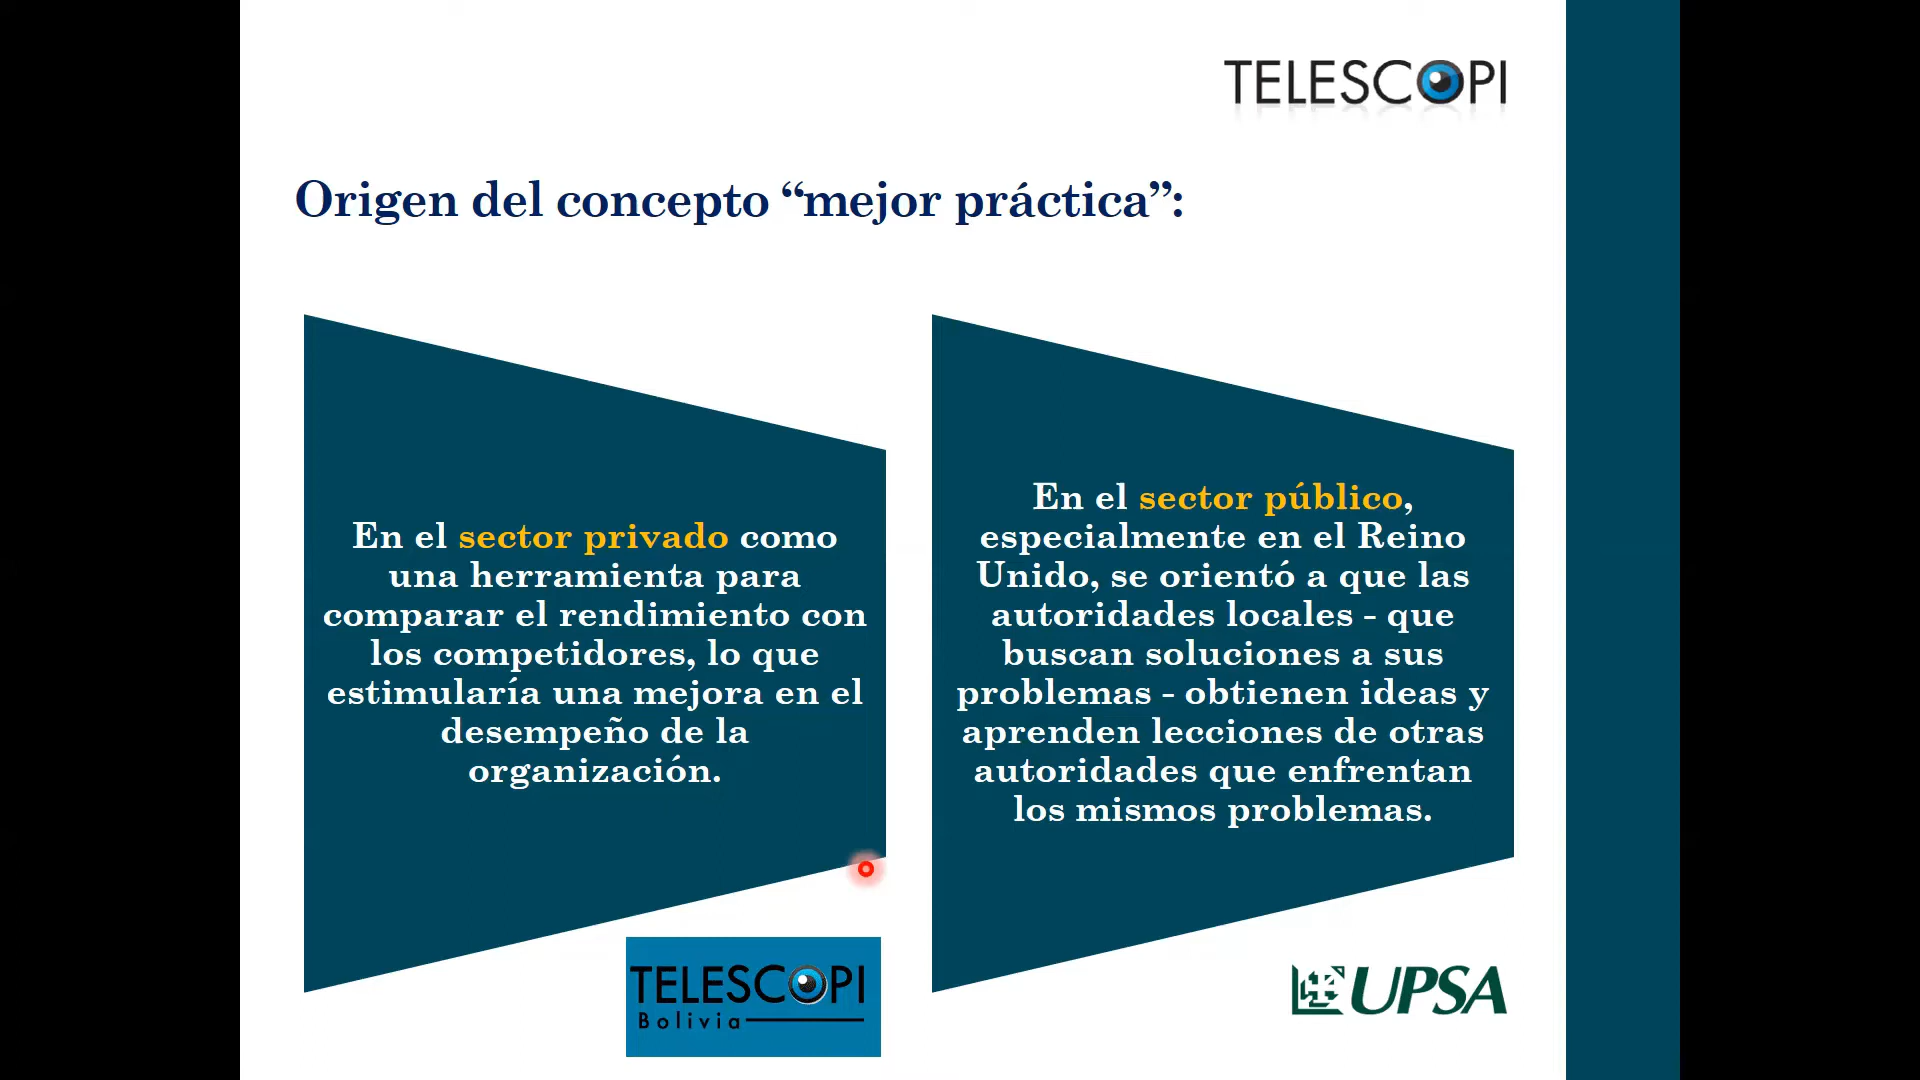 TELESCOPI
Origen del concepto “mejor práctica”:
En el sector privado como
una herramienta para
comparar el rendimiento con
los competidores, lo que
estimularía una mejora en el
desempeño de la
organización.
En el sector público,
especialmente en el Reino
Unido, se orientó a que las
autoridades locales - que
buscan soluciones a sus
problemas - obtienen ideas y
aprenden lecciones de otras
autoridades que enfrentan
los mismos problemas.
TELESCOPI
Bolivia
UPSA